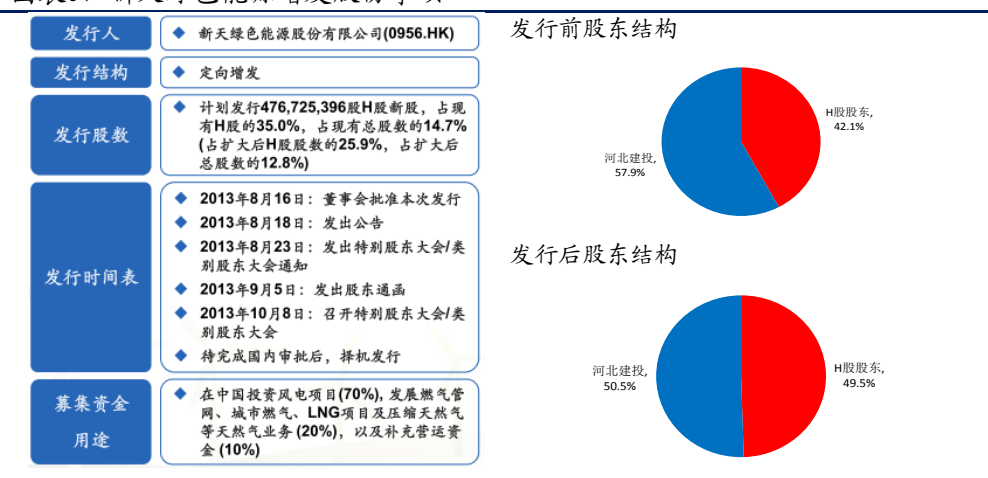 发行人
◆ 新天绿色能源股份有限公司(0956.HK)
发行结构
◆ 定向增发
发行股数
◆ 计划发行476,725,396股H股新股，占现
有H股的35.0%，占现有总股数的14.7%
(占扩大后H股股数的25.9%，占扩大后
总股数的12.8%)
发行时间表
◆ 2013年8月16日：董事会批准本次发行
◆ 2013年8月18日：发出公告
◆ 2013年8月23日：发出特别股东大会/类
别股东大会通知
◆ 2013年9月5日：发出股东通函
◆ 2013年10月8日：召开特别股东大会/类
别股东大会
◆ 待完成国内审批后，择机发行
募集资金
用途
◆ 在中国投资风电项目(70%), 发展燃气管
网、城市燃气、LNG项目及压缩天然气
等天然气业务 (20%)，以及补充营运资
金 (10%)
发行前股东结构
H股股东,
42.1%
河北建投,
57.9%
发行后股东结构
河北建投,
50.5%
H股股东,
49.5%